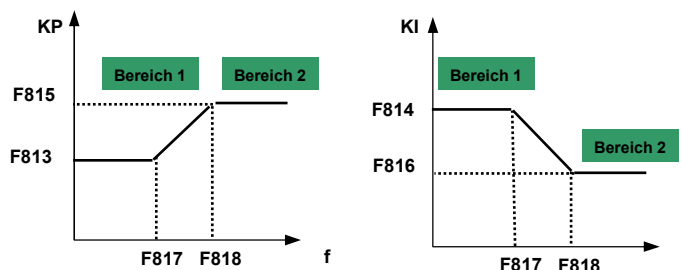 KP
Bereich 1
Bereich 2
F815
F813
F817
F818
f
KI
Bereich 1
F814
Bereich 2
F816
F817
F818